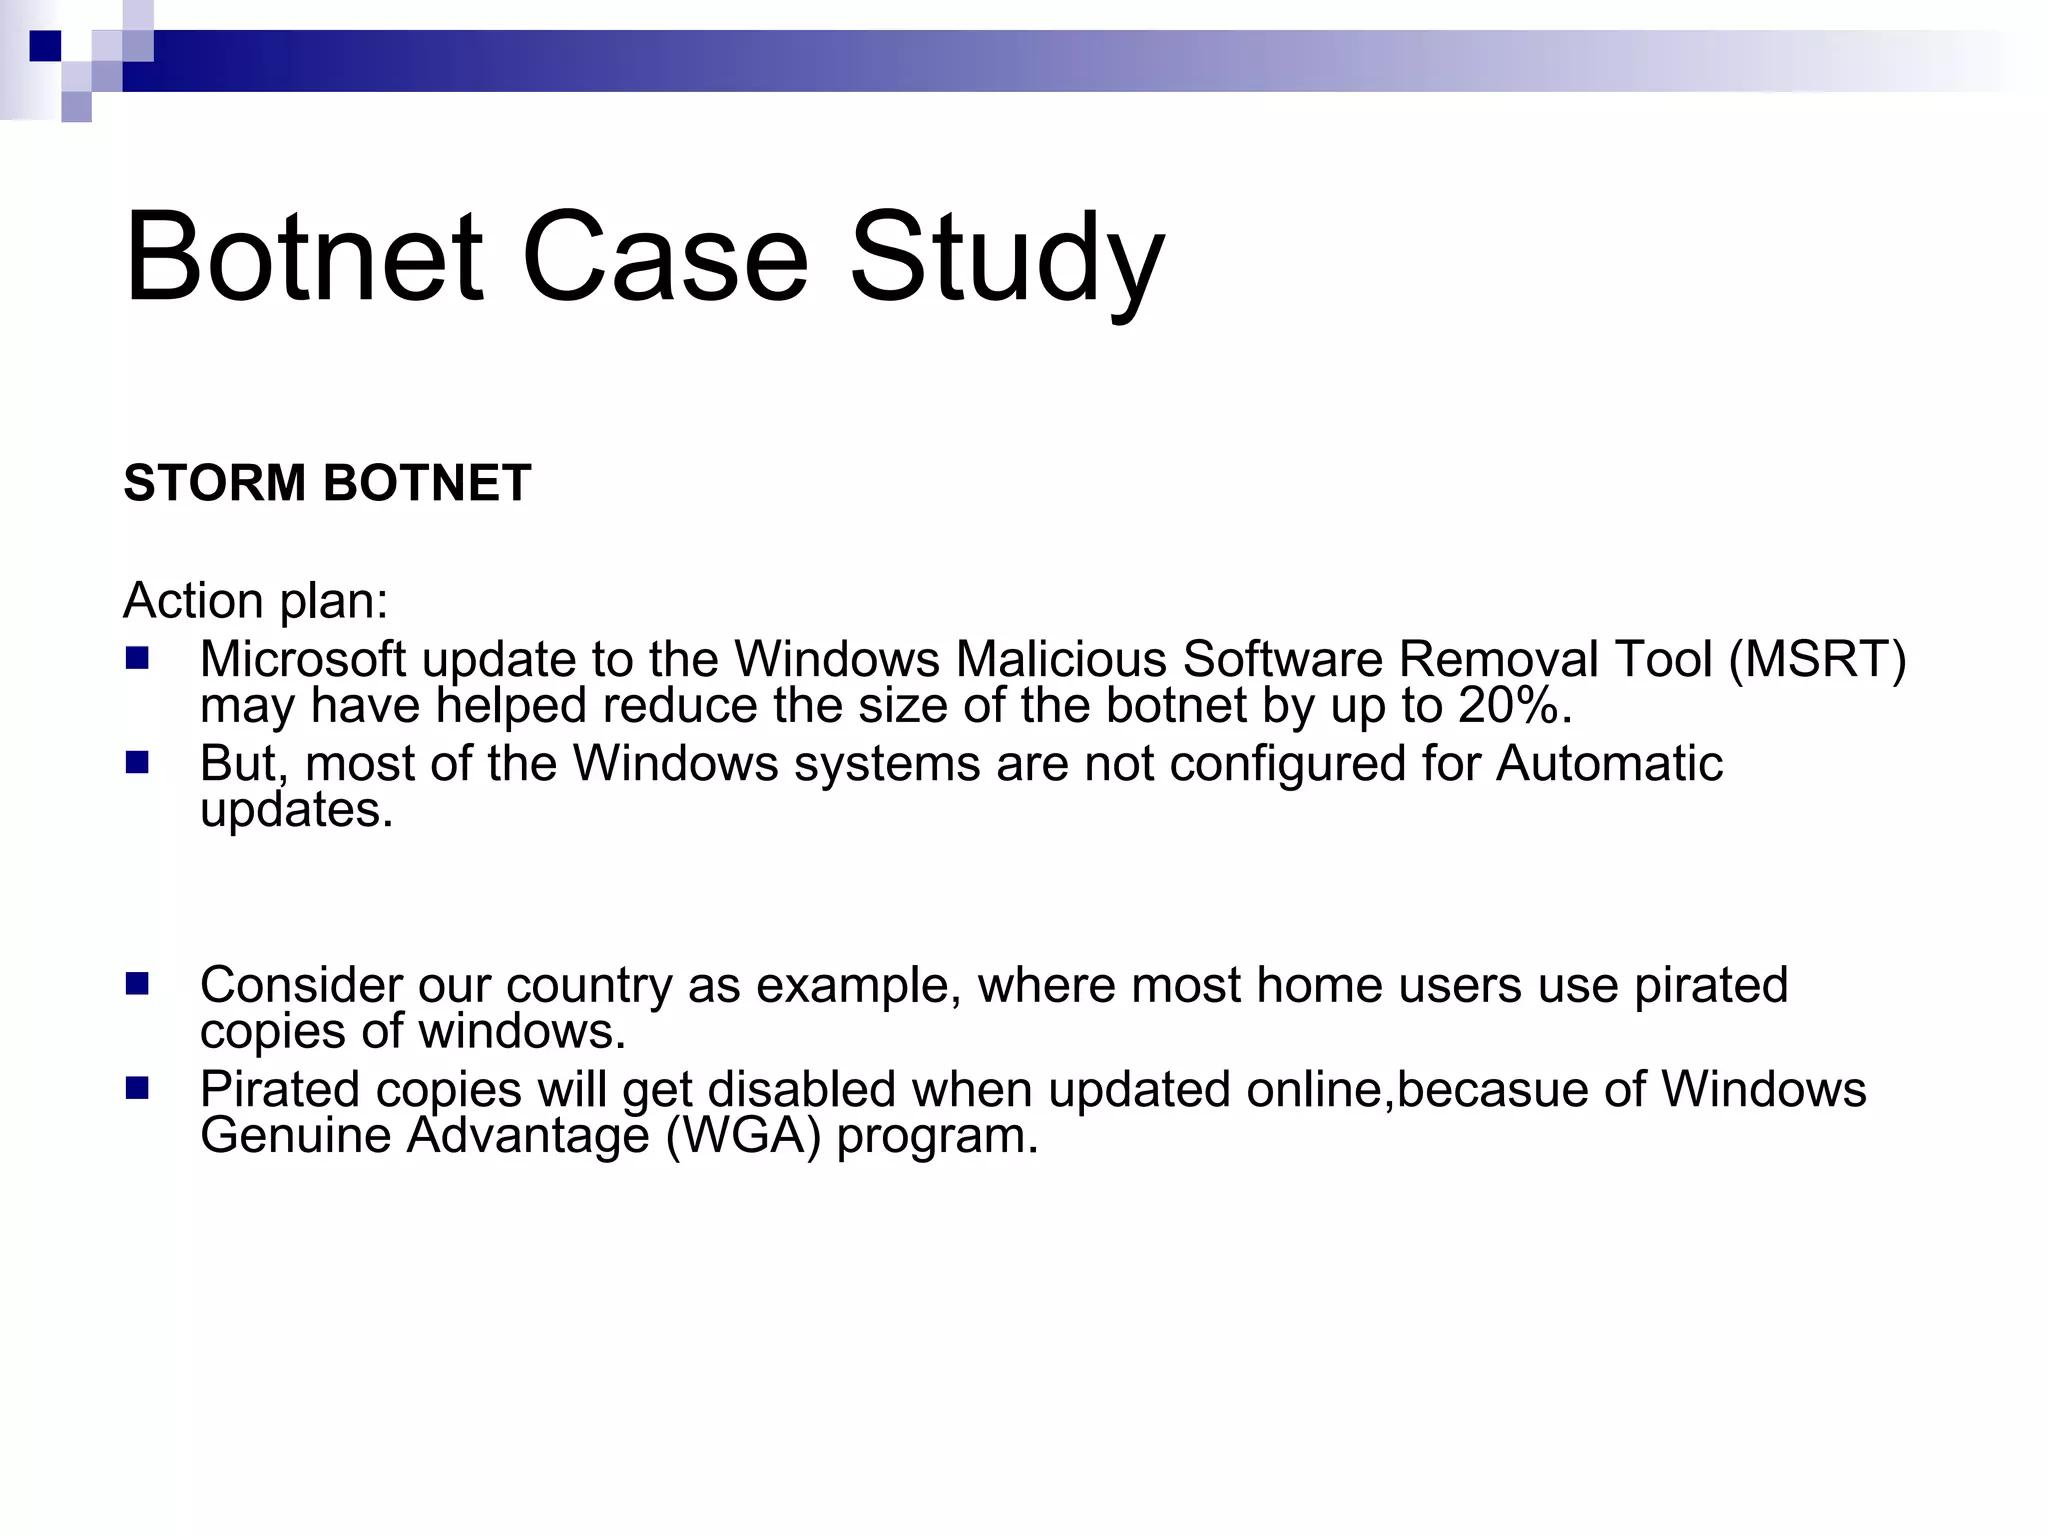 Botnet Case Study
STORM BOTNET
Action plan:
Microsoft update to the Windows Malicious Software Removal Tool (MSRT)
may have helped reduce the size of the botnet by up to 20%.
But, most of the Windows systems are not configured for Automatic
updates.
Consider our country as example, where most home users use pirated
copies of windows.
Pirated copies will get disabled when updated online,becasue of Windows
Genuine Advantage (WGA) program.